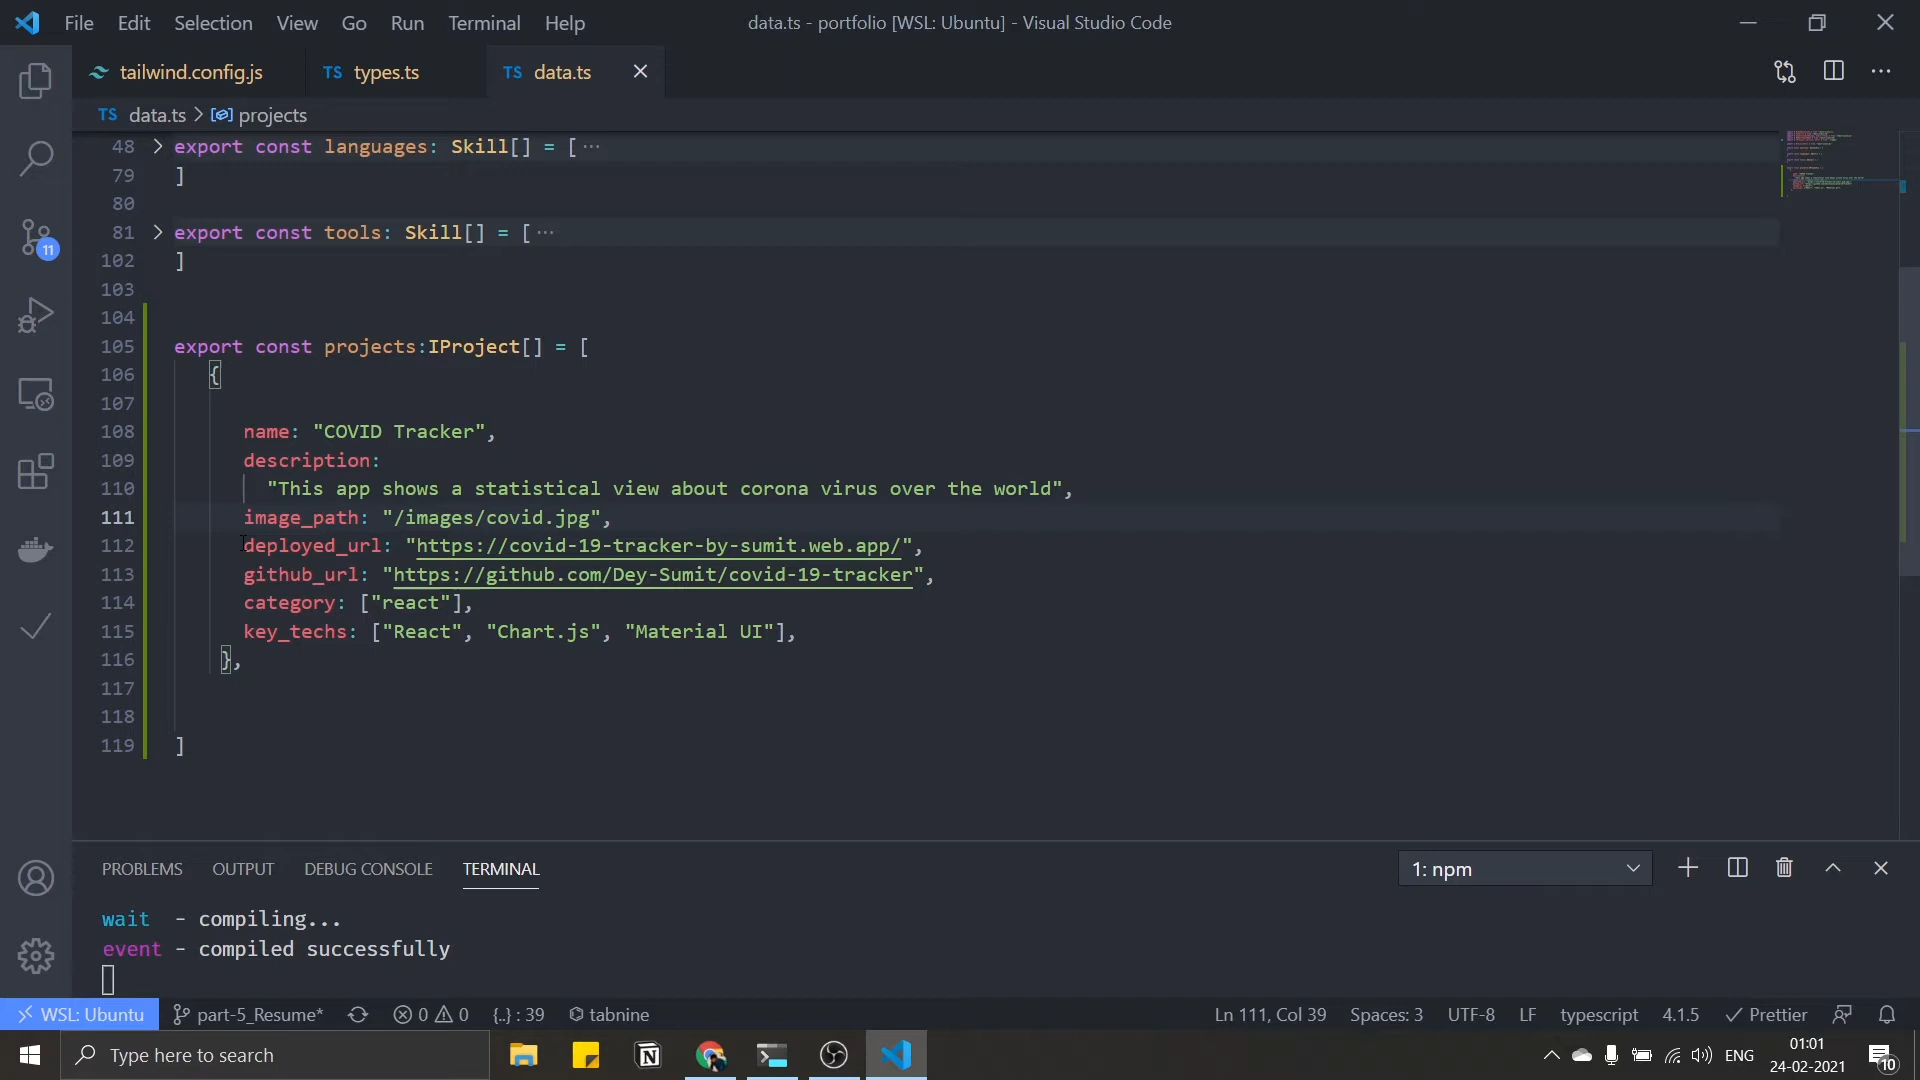 File Edit Selection View Go Run Terminal Help data.ts - portfolio [WSL: Ubuntu] - Visual Studio Code
tailwind.config.js TS types.ts TS data.ts
TS data.ts > projects
48 > export const languages: Skill[] = [···
79 ]
80
81 > export const tools: Skill[] = [···
102 ]
103
104
105 export const projects:IProject[] = [
106 {
107
108 name: "COVID Tracker",
109 description:
110 "This app shows a statistical view about corona virus over the world",
111 image_path: "/images/covid.jpg",
112 deployed_url: "https://covid-19-tracker-by-sumit.web.app/",
113 github_url: "https://github.com/Dey-Sumit/covid-19-tracker",
114 category: ["react"],
115 key_techs: ["React", "Chart.js", "Material UI"],
116 },
117
118
119 ]
11
PROBLEMS OUTPUT DEBUG CONSOLE TERMINAL 1: npm
wait - compiling...
event - compiled successfully
WSL: Ubuntu part-5_Resume* 0 0 {..} : 39 tabnine Ln 111, Col 39 Spaces: 3 UTF-8 LF typescript 4.1.5 Prettier
Type here to search ENG 01:01
24-02-2021 10